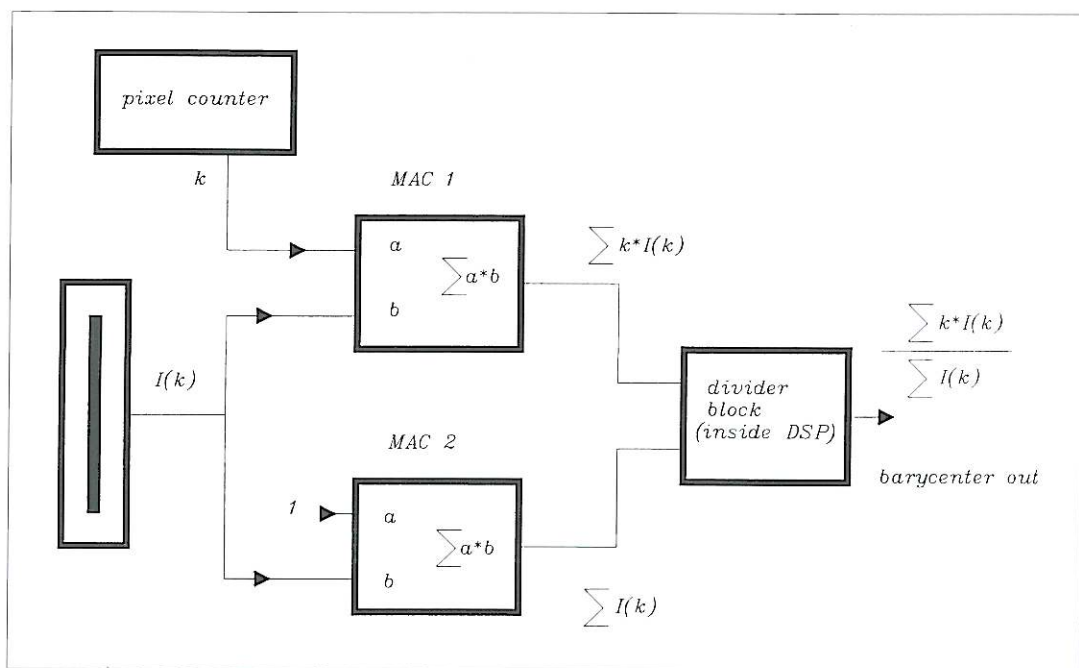 pixel counter
k
MAC 1
a
∑a*b
b
∑ k*I(k)
I(k)
MAC 2
1
a
∑a*b
b
∑ I(k)
divider
block
(inside DSP)
∑ k*I(k)
∑ I(k)
barycenter out